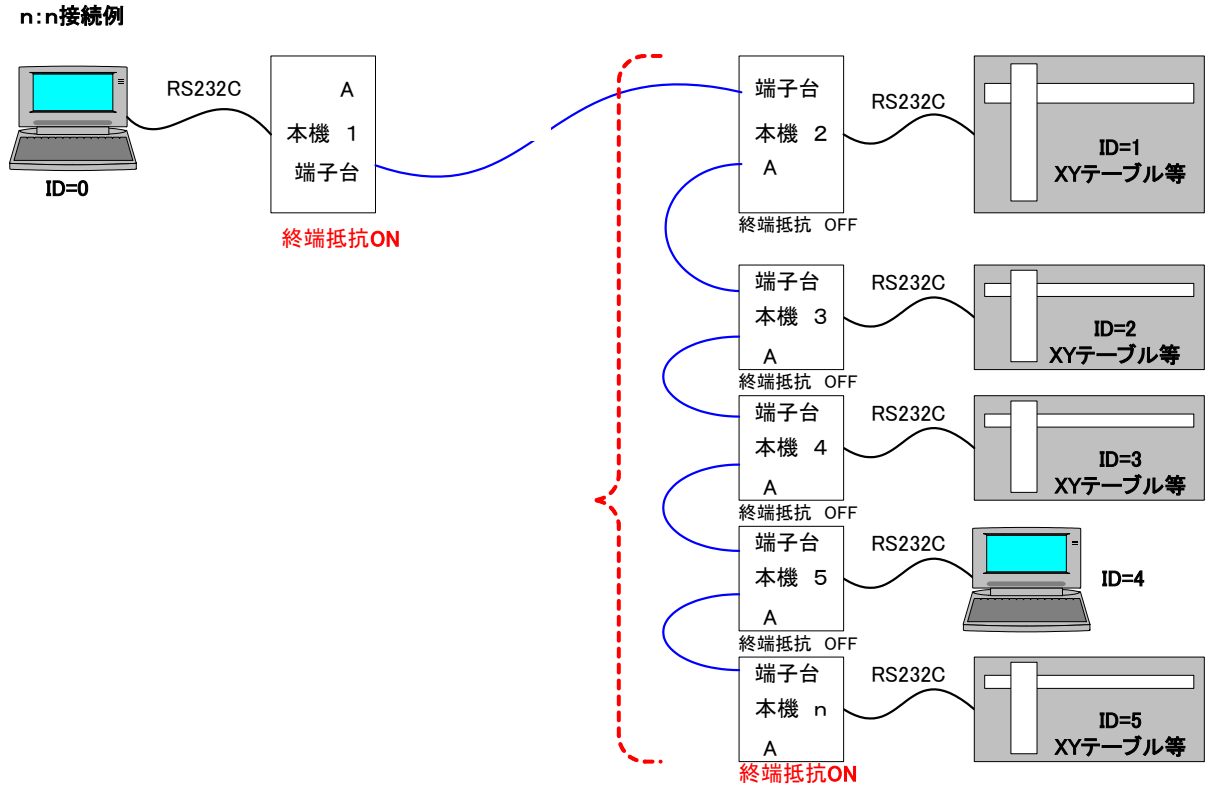 n:n接続例
RS232C
A
本機 1
端子台
ID=0
終端抵抗ON
端子台
本機 2
A
終端抵抗 OFF
RS232C
ID=1
XYテーブル等
端子台
本機 3
A
終端抵抗 OFF
RS232C
ID=2
XYテーブル等
端子台
本機 4
A
終端抵抗 OFF
RS232C
ID=3
XYテーブル等
端子台
本機 5
A
終端抵抗 OFF
RS232C
ID=4
端子台
本機 n
A
終端抵抗ON
RS232C
ID=5
XYテーブル等